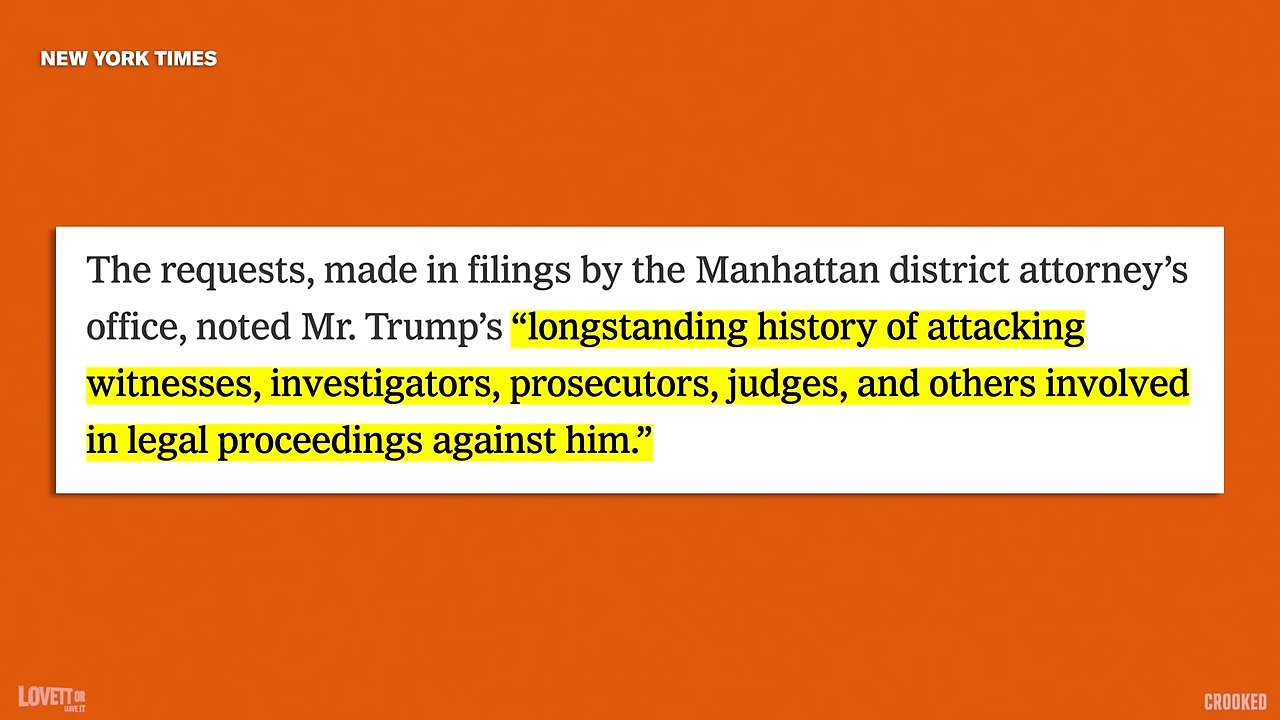 NEW YORK TIMES
The requests, made in filings by the Manhattan district attorney’s
office, noted Mr. Trump’s “longstanding history of attacking
witnesses, investigators, prosecutors, judges, and others involved
in legal proceedings against him.”
LOVETT OR
LEAVE IT
CROOKED